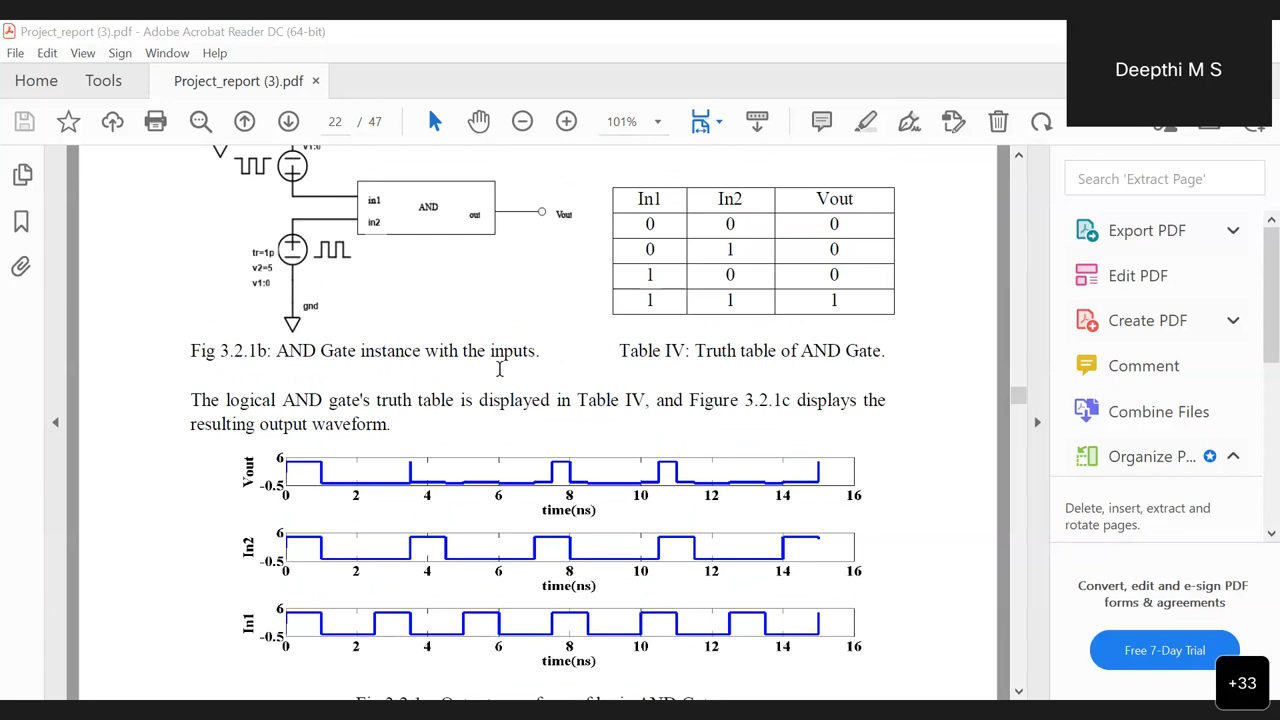 Project_report (3).pdf - Adobe Acrobat Reader DC (64-bit)
File Edit View Sign Window Help
Home Tools Project_report (3).pdf ×
22 / 47 101%
Deepthi M S
v1:0
in1
AND
out
in2
Vout
tr=1p
v2=5
v1:0
gnd
In1 In2 Vout
0 0 0
0 1 0
1 0 0
1 1 1
Fig 3.2.1b: AND Gate instance with the inputs. Table IV: Truth table of AND Gate.
The logical AND gate's truth table is displayed in Table IV, and Figure 3.2.1c displays the
resulting output waveform.
Vout
6
-0.5
0 2 4 6 8 10 12 14 16
time(ns)
In2
6
-0.5
0 2 4 6 8 10 12 14 16
time(ns)
In1
6
-0.5
0 2 4 6 8 10 12 14 16
time(ns)
Search 'Extract Page'
Export PDF
Edit PDF
Create PDF
Comment
Combine Files
Organize P...
Delete, insert, extract and
rotate pages.
Convert, edit and e-sign PDF
forms & agreements
Free 7-Day Trial
+33